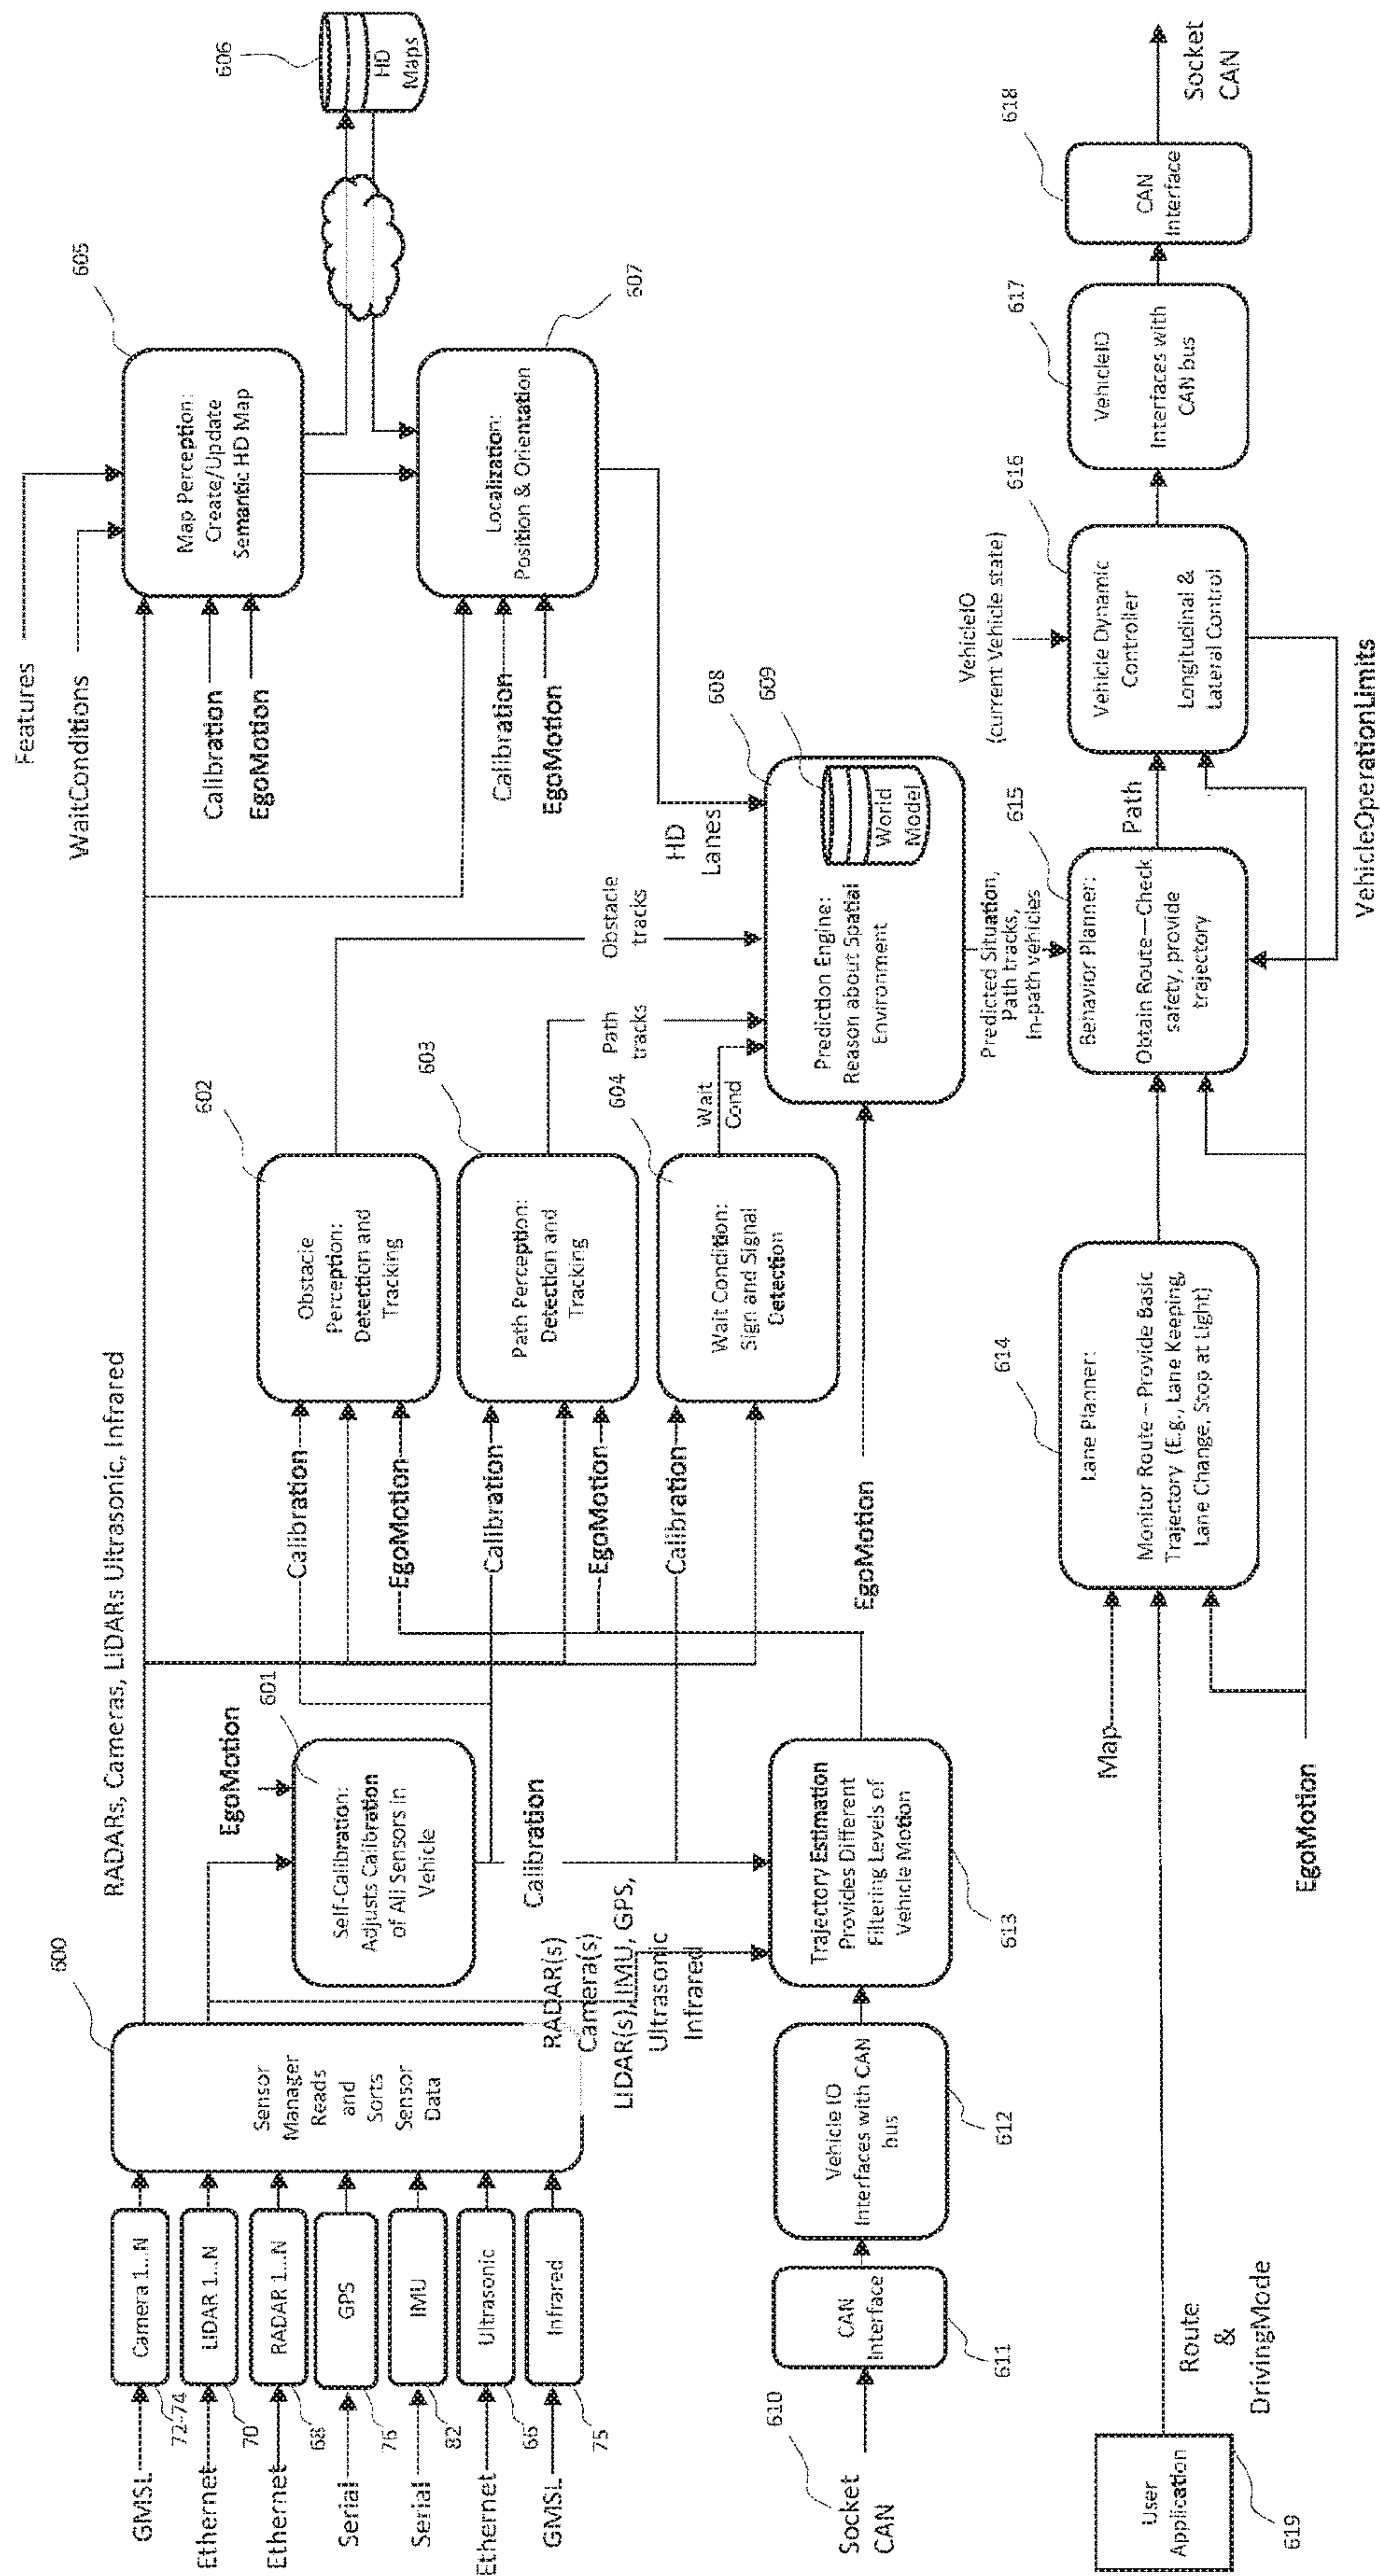 GMSL
Ethernet
Ethernet
Serial
Serial
Ethernet
GMSL
72-74
70
68
76
82
66
75
Camera 1...N
LIDAR 1...N
RADAR 1...N
GPS
IMU
Ultrasonic
Infrared
600
Sensor
Manager
Reads
and
Sorts
Sensor
Data
RADARs, Cameras, LIDARs Ultrasonic, Infrared
EgoMotion
601
Self-Calibration:
Adjusts Calibration
of All Sensors in
Vehicle
Calibration
RADAR(s)
Camera(s)
LIDAR(s),IMU, GPS,
Ultrasonic
Infrared
Calibration
EgoMotion
Calibration
EgoMotion
Calibration
602
Obstacle
Perception:
Detection and
Tracking
603
Path Perception:
Detection and
Tracking
604
Wait Condition:
Sign and Signal
Detection
Obstacle
tracks
Path
tracks
Wait
Cond
Features
WaitConditions
Calibration
EgoMotion
605
Map Perception:
Create/Update
Semantic HD Map
606
HD
Maps
Calibration
EgoMotion
607
Localization:
Position & Orientation
HD
Lanes
608
609
Prediction Engine:
Reason about Spatial
Environment
World
Model
EgoMotion
Predicted Situation,
Path tracks,
In-path vehicles
Socket
CAN
610
CAN
Interface
611
Vehicle IO
Interfaces with CAN
bus
612
Trajectory Estimation
Provides Different
Filtering Levels of
Vehicle Motion
613
User
Application
619
Route
&
DrivingMode
Map
EgoMotion
614
Lane Planner:
Monitor Route – Provide Basic
Trajectory (E.g., Lane Keeping,
Lane Change, Stop at Light)
615
Behavior Planner:
Obtain Route—Check
safety, provide
trajectory
Path
VehicleIO
(current Vehicle state)
616
Vehicle Dynamic
Controller
Longitudinal &
Lateral Control
VehicleOperationLimits
617
VehicleIO
Interfaces with
CAN bus
618
CAN
Interface
Socket
CAN